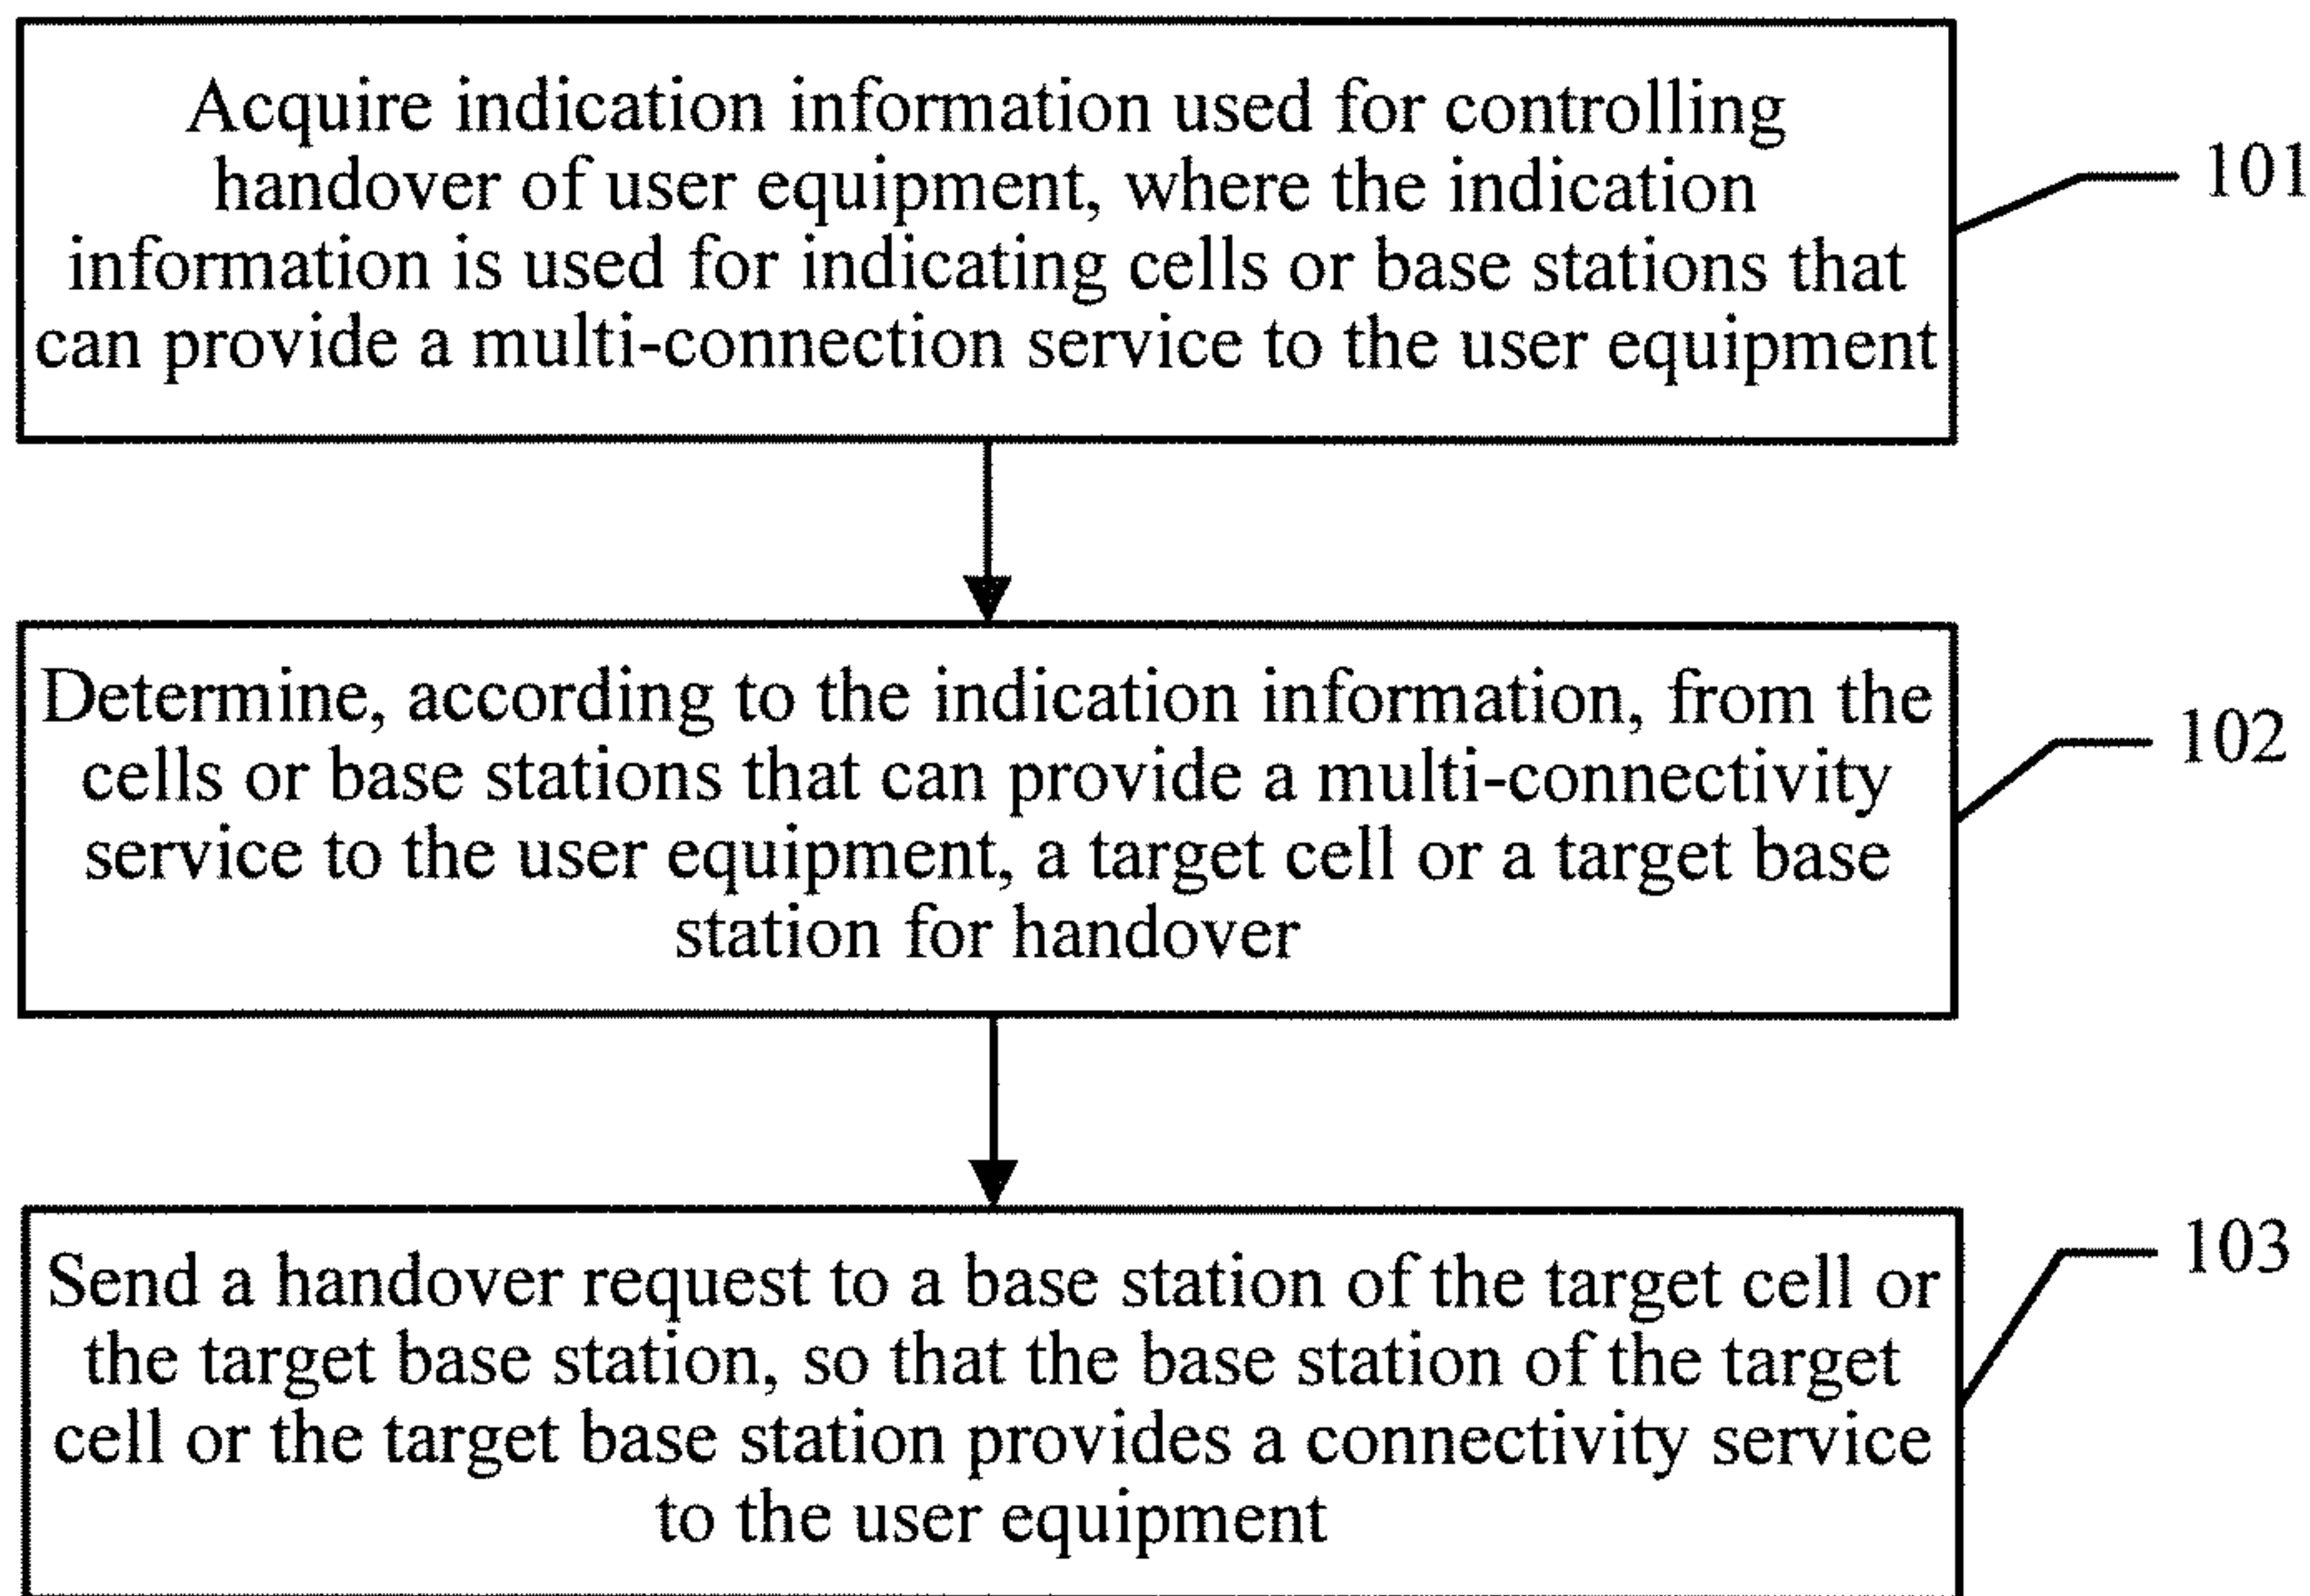 Acquire indication information used for controlling
handover of user equipment, where the indication
information is used for indicating cells or base stations that
can provide a multi-connection service to the user equipment
101
Determine, according to the indication information, from the
cells or base stations that can provide a multi-connectivity
service to the user equipment, a target cell or a target base
station for handover
102
Send a handover request to a base station of the target cell or
the target base station, so that the base station of the target
cell or the target base station provides a connectivity service
to the user equipment
103